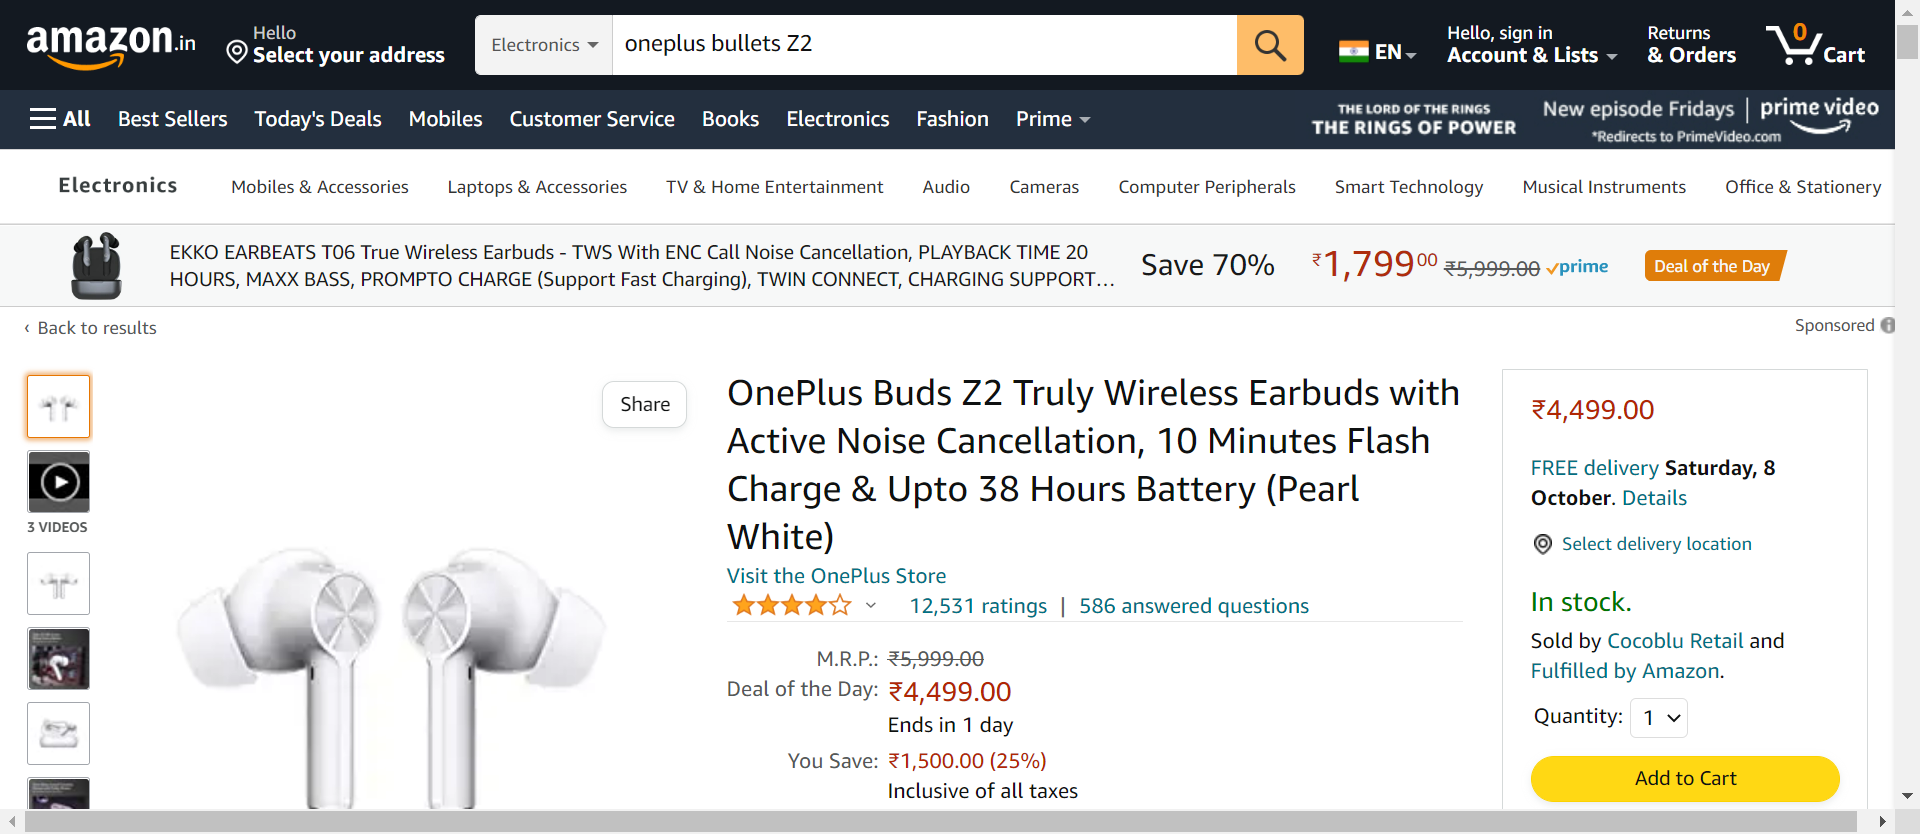 amazon.in
Hello
Select your address
Electronics
oneplus bullets Z2
EN
Hello, sign in
Account & Lists
Returns
& Orders
0
Cart
All
Best Sellers
Today's Deals
Mobiles
Customer Service
Books
Electronics
Fashion
Prime
THE LORD OF THE RINGS
THE RINGS OF POWER
New episode Fridays
prime video
*Redirects to PrimeVideo.com
Electronics
Mobiles & Accessories
Laptops & Accessories
TV & Home Entertainment
Audio
Cameras
Computer Peripherals
Smart Technology
Musical Instruments
Office & Stationery
EKKO EARBEATS T06 True Wireless Earbuds - TWS With ENC Call Noise Cancellation, PLAYBACK TIME 20
HOURS, MAXX BASS, PROMPTO CHARGE (Support Fast Charging), TWIN CONNECT, CHARGING SUPPORT…
Save 70%
₹1,79900
₹5,999.00
prime
Deal of the Day
‹ Back to results
Sponsored
3 VIDEOS
Share
OnePlus Buds Z2 Truly Wireless Earbuds with
Active Noise Cancellation, 10 Minutes Flash
Charge & Upto 38 Hours Battery (Pearl
White)
Visit the OnePlus Store
12,531 ratings | 586 answered questions
M.R.P.: ₹5,999.00
Deal of the Day: ₹4,499.00
Ends in 1 day
You Save: ₹1,500.00 (25%)
Inclusive of all taxes
₹4,499.00
FREE delivery Saturday, 8
October. Details
Select delivery location
In stock.
Sold by Cocoblu Retail and
Fulfilled by Amazon.
Quantity: 1
Add to Cart